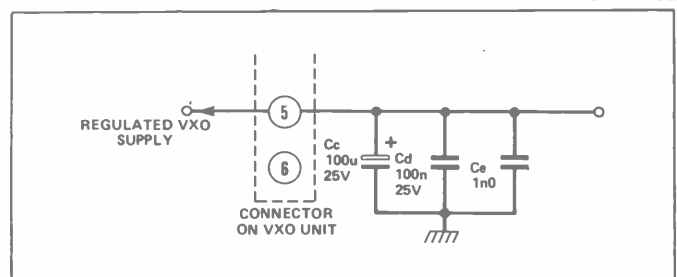 REGULATED VXO
SUPPLY
5
6
CONNECTOR
ON VXO UNIT
Cc
100u
25V
+
Cd
100n
25V
Ce
1n0